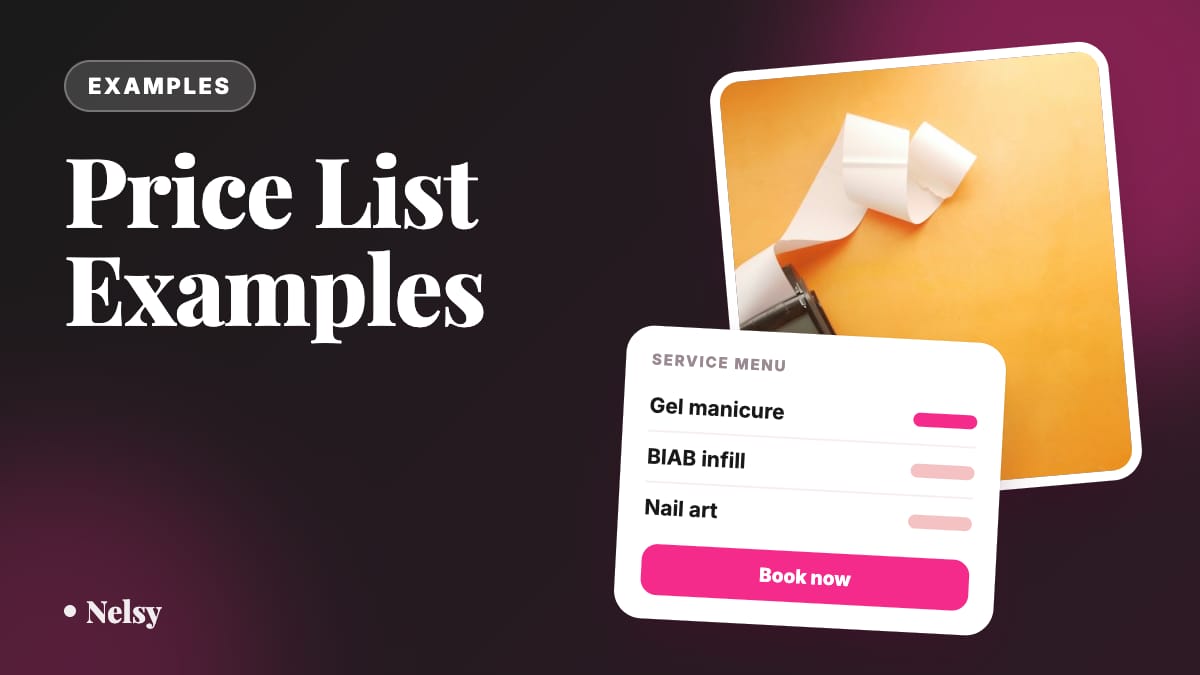 EXAMPLES
Price List
Examples
SERVICE MENU
Gel manicure
BIAB infill
Nail art
Book now
Nelsy